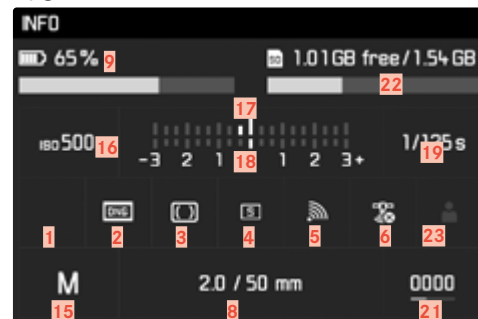 INFO
65% 9
SD 1.01GB free/1.54GB
22
17
ISO500 16
-3 2 1 18 1 2 3+
1/125s 19
DNG S
1 2 3 4 5 6 23
M 2.0 / 50 mm 0000
15 8 21